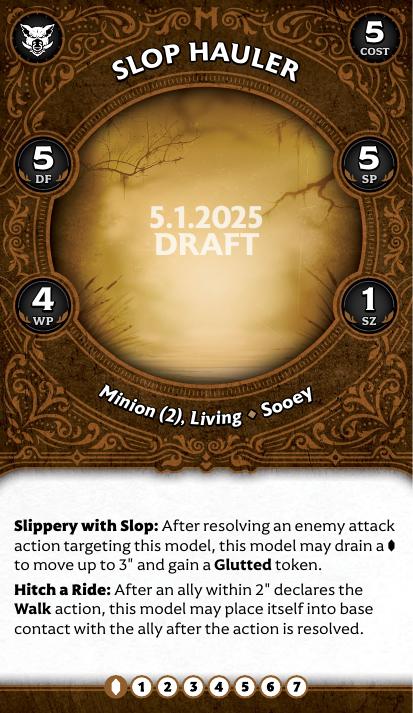 M
5
COST
SLOP HAULER
5
DF
5
SP
5.1.2025
DRAFT
4
WP
1
SZ
Minion (2), Living ⬥ Sooey
Slippery with Slop: After resolving an enemy attack
action targeting this model, this model may drain a ⬮
to move up to 3" and gain a Glutted token.
Hitch a Ride: After an ally within 2" declares the
Walk action, this model may place itself into base
contact with the ally after the action is resolved.
1 2 3 4 5 6 7